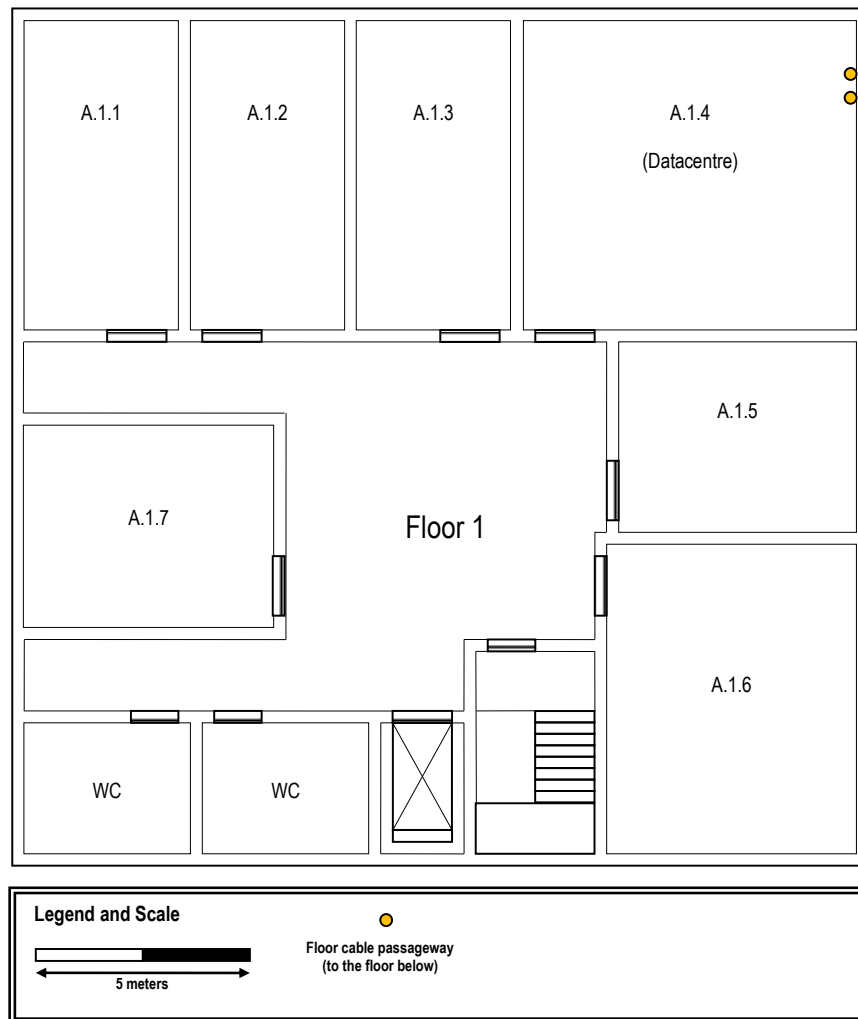 A.1.1
A.1.2
A.1.3
A.1.4
(Datacentre)
A.1.5
A.1.7
Floor 1
A.1.6
WC
WC
Legend and Scale
5 meters
Floor cable passageway
(to the floor below)